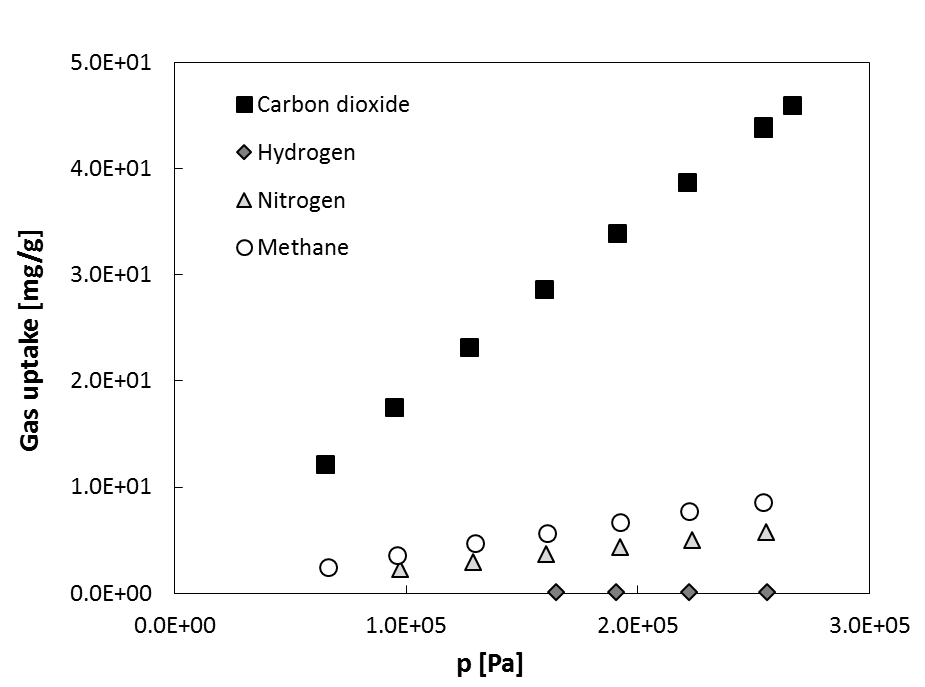 5.0E+01
4.0E+01
3.0E+01
2.0E+01
1.0E+01
0.0E+00
Gas uptake [mg/g]
Carbon dioxide
Hydrogen
Nitrogen
Methane
0.0E+00 1.0E+05 2.0E+05 3.0E+05
p [Pa]